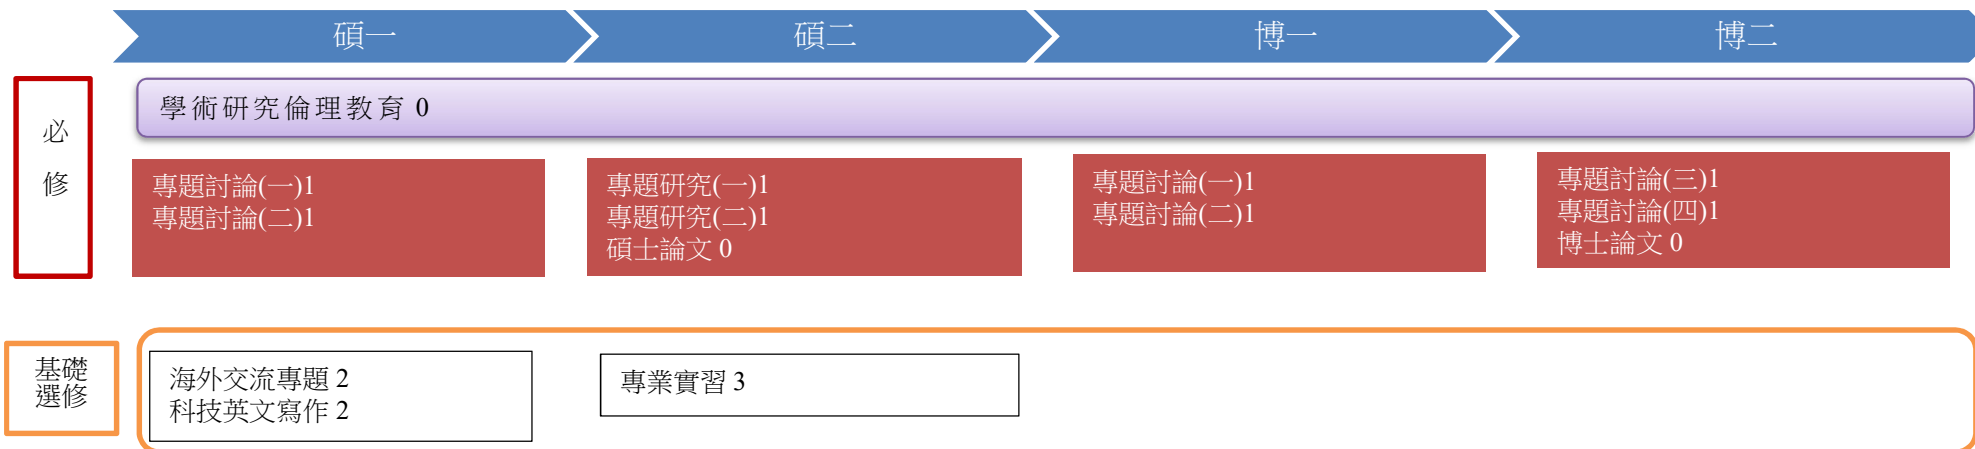 碩一
碩二
博一
博二
必
修
學術研究倫理教育 0
專題討論(一)1
專題討論(二)1
專題研究(一)1
專題研究(二)1
碩士論文 0
專題討論(一)1
專題討論(二)1
專題討論(三)1
專題討論(四)1
博士論文 0
基礎
選修
海外交流專題 2
科技英文寫作 2
專業實習 3